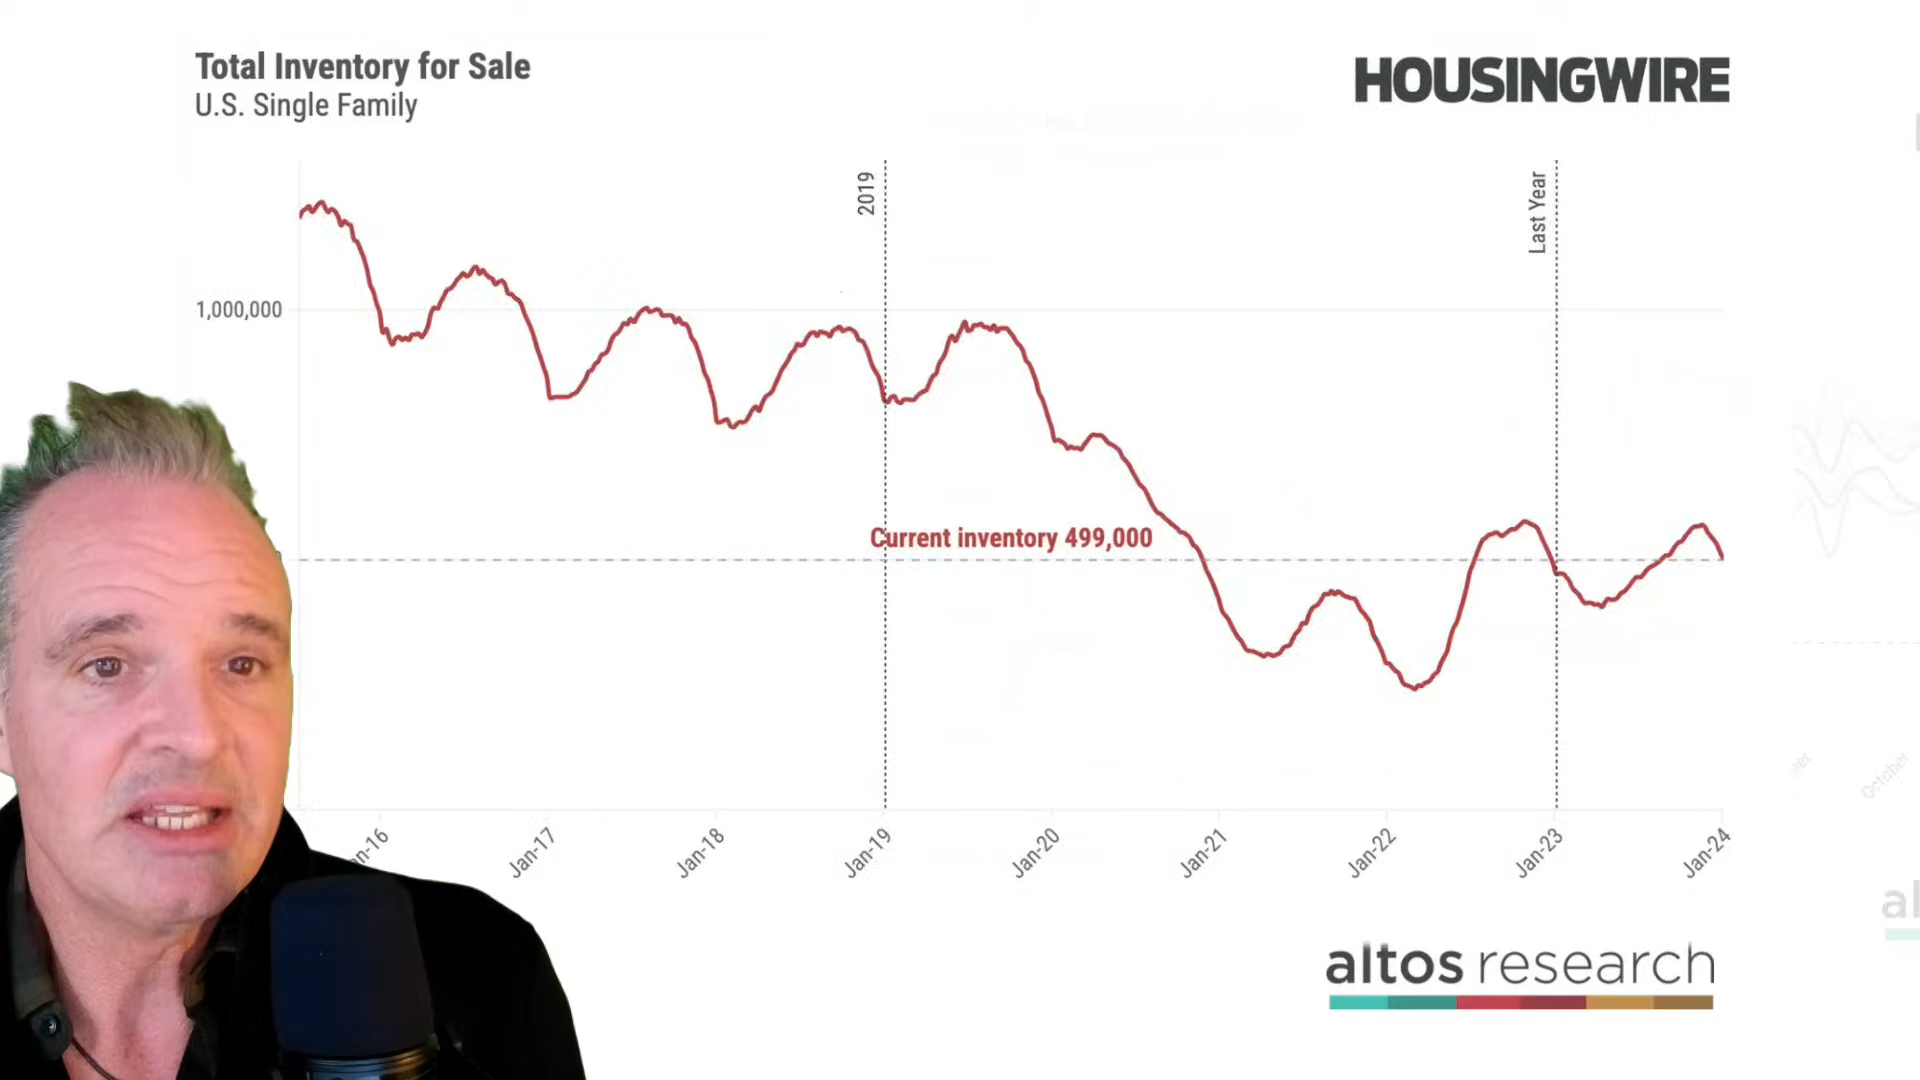 Total Inventory for Sale
U.S. Single Family
HOUSINGWIRE
2019
Last Year
1,000,000
Current inventory 499,000
Jan-17
Jan-18
Jan-19
Jan-20
Jan-21
Jan-22
Jan-23
Jan-24
October
altos research